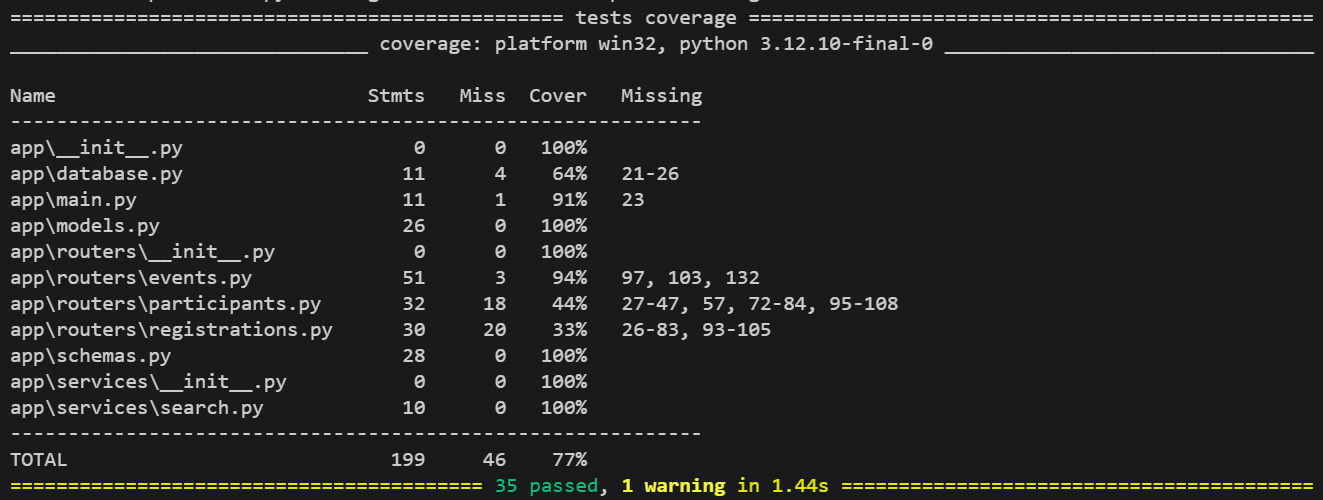 ============================================== tests coverage ===============================================
_______________________________ coverage: platform win32, python 3.12.10-final-0 ________________________________
Name                           Stmts   Miss  Cover   Missing
------------------------------------------------------------
app\__init__.py                    0      0   100%
app\database.py                   11      4    64%   21-26
app\main.py                       11      1    91%   23
app\models.py                     26      0   100%
app\routers\__init__.py            0      0   100%
app\routers\events.py             51      3    94%   97, 103, 132
app\routers\participants.py       32     18    44%   27-47, 57, 72-84, 95-108
app\routers\registrations.py      30     20    33%   26-83, 93-105
app\schemas.py                    28      0   100%
app\services\__init__.py           0      0   100%
app\services\search.py            10      0   100%
------------------------------------------------------------
TOTAL                            199     46    77%
========================================= 35 passed, 1 warning in 1.44s =========================================